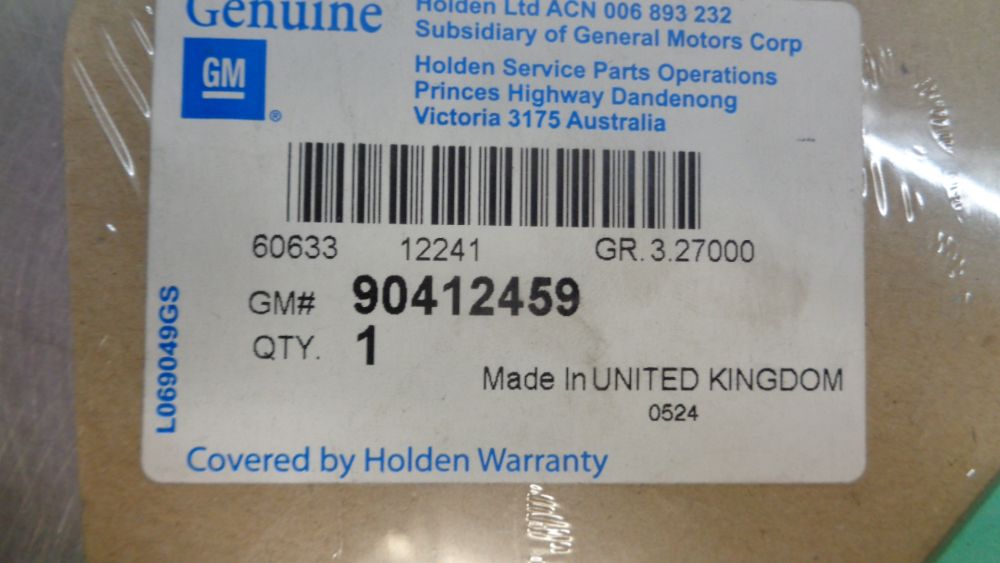 Genuine
GM
®
Holden Ltd ACN 006 893 232
Subsidiary of General Motors Corp
Holden Service Parts Operations
Princes Highway Dandenong
Victoria 3175 Australia
60633 12241 GR. 3.27000
GM# 90412459
QTY. 1
Made In UNITED KINGDOM
0524
L069049GS
Covered by Holden Warranty